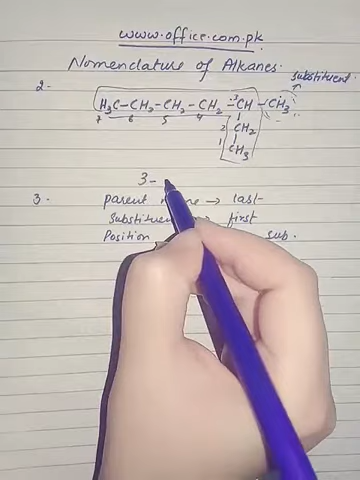 www.office.com.pk
Nomenclature of Alkanes.
substituent
2- H3C-CH2-CH2-CH2-CH-CH3
7 6 5 4 3
2 CH2
1 CH3
3-
3- parent → last
Substituent first
Position sub.